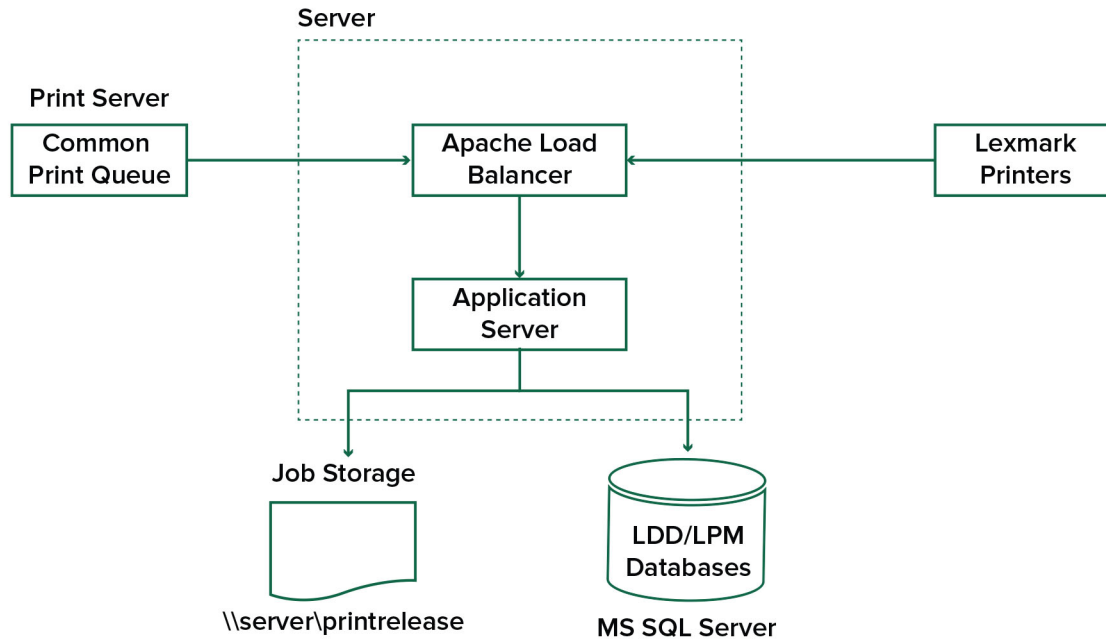 Server
Print Server
Common
Print Queue
Apache Load
Balancer
Lexmark
Printers
Application
Server
Job Storage
\\server\printrelease
LDD/LPM
Databases
MS SQL Server